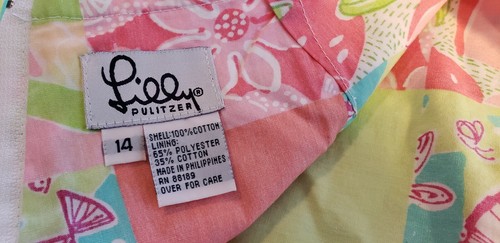 Lilly®
PULITZER
14
SHELL:100%COTTON
LINING:
65% POLYESTER
35% COTTON
MADE IN PHILIPPINES
RN 88189
OVER FOR CARE